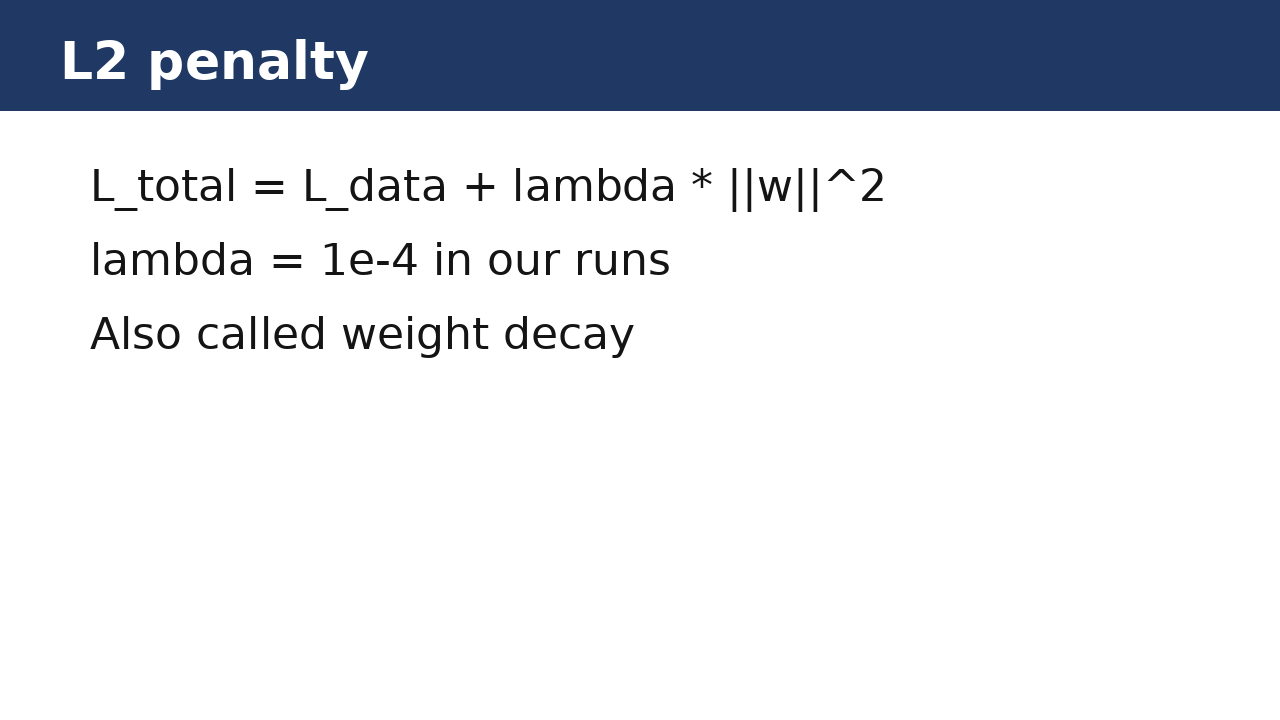 L2 penalty
L_total = L_data + lambda * ||w||^2
lambda = 1e-4 in our runs
Also called weight decay